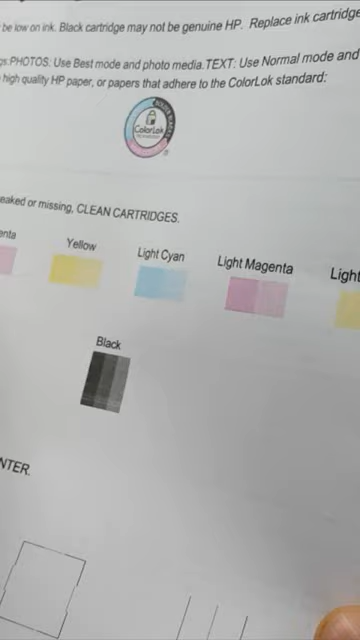 be low on ink. Black cartridge may not be genuine HP. Replace ink cartridge
gs:PHOTOS: Use Best mode and photo media.TEXT: Use Normal mode and
high quality HP paper, or papers that adhere to the ColorLok standard:
ColorLok
eaked or missing, CLEAN CARTRIDGES.
enta
Yellow
Light Cyan
Light Magenta
Light
Black
NTER.